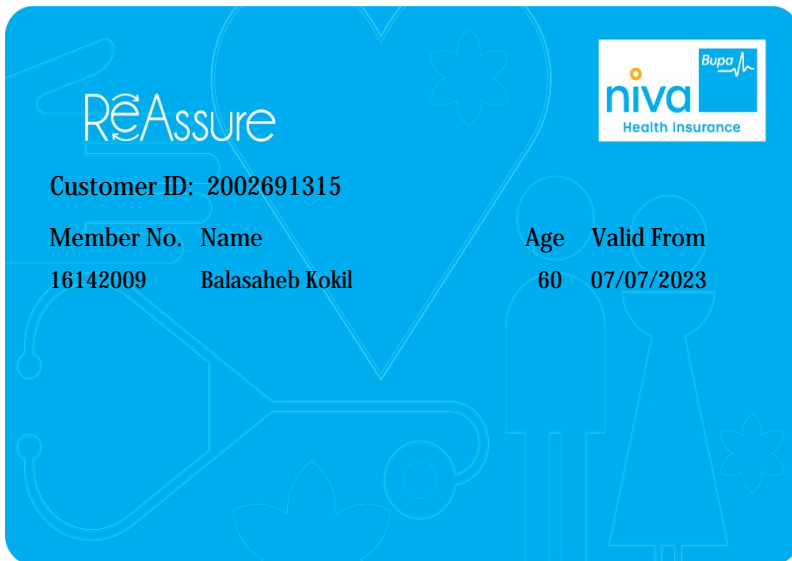 ReAssure
Bupa
niva
Health Insurance
Customer ID: 2002691315
Member No. Name Age Valid From
16142009 Balasaheb Kokil 60 07/07/2023